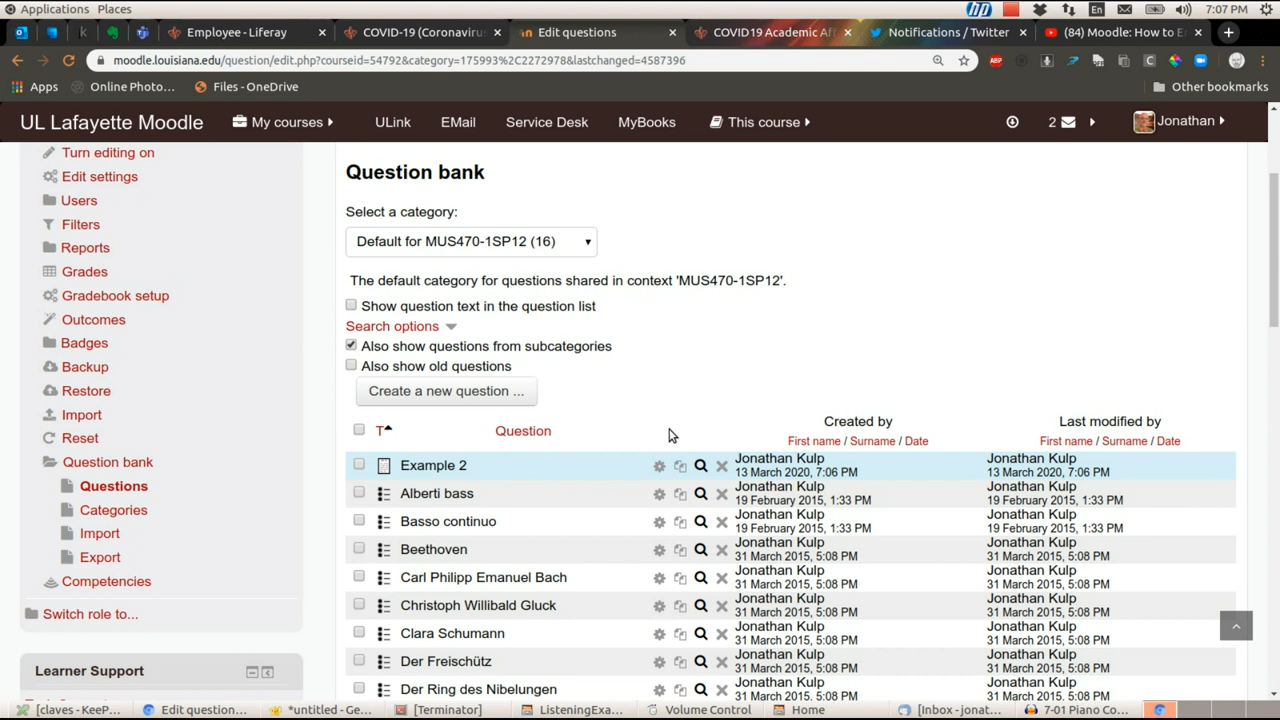 Applications Places
En 7:07 PM
Employee - Liferay
COVID-19 (Coronavirus
Edit questions
COVID19 Academic Aff
Notifications / Twitter
(84) Moodle: How to E
moodle.louisiana.edu/question/edit.php?courseid=54792&category=175993%2C2272978&lastchanged=4587396
ABP
Apps Online Photo... Files - OneDrive Other bookmarks
UL Lafayette Moodle My courses ULink EMail Service Desk MyBooks This course 2 Jonathan
Turn editing on
Edit settings
Users
Filters
Reports
Grades
Gradebook setup
Outcomes
Badges
Backup
Restore
Import
Reset
Question bank
Questions
Categories
Import
Export
Competencies
Switch role to...
Learner Support
Question bank
Select a category:
Default for MUS470-1SP12 (16)
The default category for questions shared in context 'MUS470-1SP12'.
Show question text in the question list
Search options
Also show questions from subcategories
Also show old questions
Create a new question ...
T Question Created by Last modified by
First name / Surname / Date First name / Surname / Date
Example 2 Jonathan Kulp Jonathan Kulp
13 March 2020, 7:06 PM 13 March 2020, 7:06 PM
Alberti bass Jonathan Kulp Jonathan Kulp
19 February 2015, 1:33 PM 19 February 2015, 1:33 PM
Basso continuo Jonathan Kulp Jonathan Kulp
19 February 2015, 1:33 PM 19 February 2015, 1:33 PM
Beethoven Jonathan Kulp Jonathan Kulp
31 March 2015, 5:08 PM 31 March 2015, 5:08 PM
Carl Philipp Emanuel Bach Jonathan Kulp Jonathan Kulp
31 March 2015, 5:08 PM 31 March 2015, 5:08 PM
Christoph Willibald Gluck Jonathan Kulp Jonathan Kulp
31 March 2015, 5:08 PM 31 March 2015, 5:08 PM
Clara Schumann Jonathan Kulp Jonathan Kulp
31 March 2015, 5:08 PM 31 March 2015, 5:08 PM
Der Freischütz Jonathan Kulp Jonathan Kulp
31 March 2015, 5:08 PM 31 March 2015, 5:08 PM
Der Ring des Nibelungen Jonathan Kulp Jonathan Kulp
31 March 2015, 5:08 PM 31 March 2015, 5:08 PM
[claves - KeeP... Edit question... *untitled - Ge... [Terminator] ListeningExa... Volume Control Home [Inbox - jonat... 7-01 Piano Co...